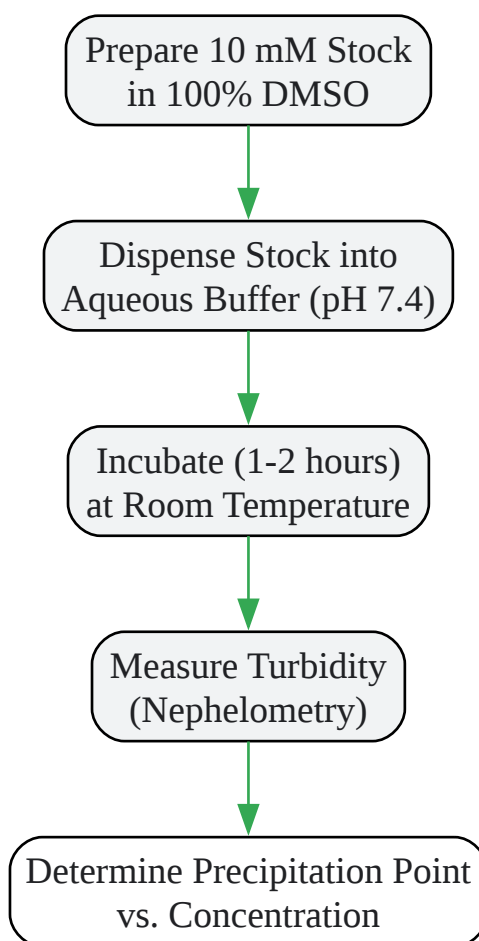 Prepare 10 mM Stock
in 100% DMSO
Dispense Stock into
Aqueous Buffer (pH 7.4)
Incubate (1-2 hours)
at Room Temperature
Measure Turbidity
(Nephelometry)
Determine Precipitation Point
vs. Concentration